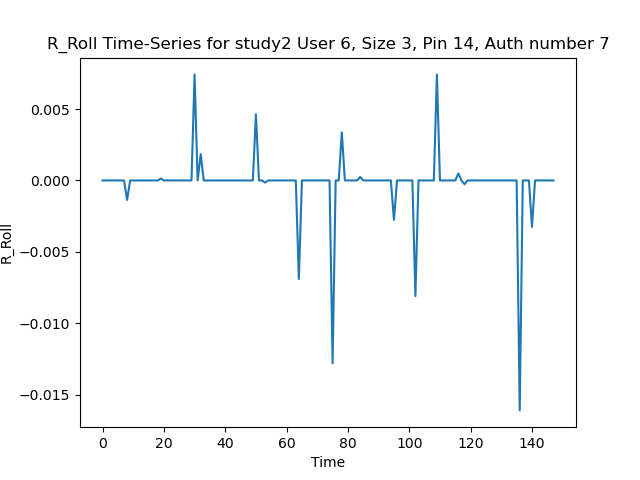 R_Roll Time-Series for study2 User 6, Size 3, Pin 14, Auth number 7
0.005
0.000
−0.005
−0.010
−0.015
R_Roll
0 20 40 60 80 100 120 140
Time